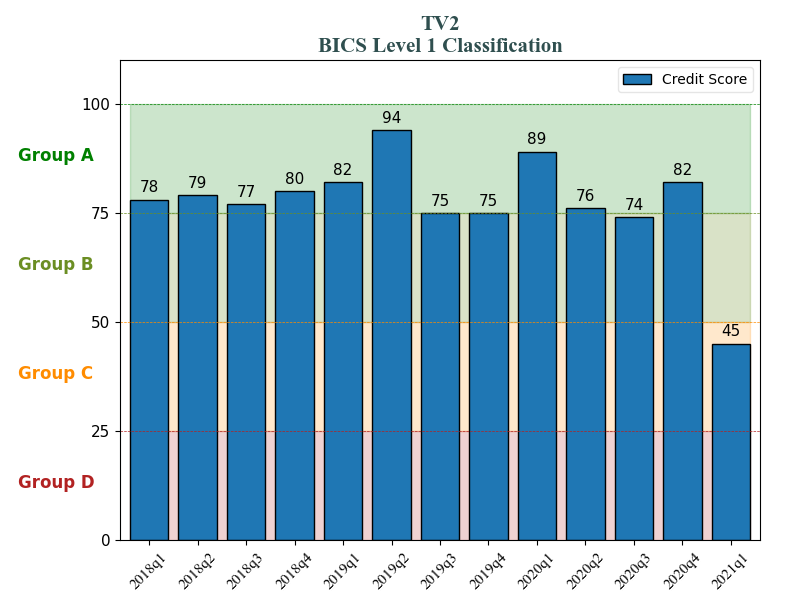 TV2
BICS Level 1 Classification
Credit Score
100
75
50
25
0
Group A
Group B
Group C
Group D
78
79
77
80
82
94
75
75
89
76
74
82
45
2018q1
2018q2
2018q3
2018q4
2019q1
2019q2
2019q3
2019q4
2020q1
2020q2
2020q3
2020q4
2021q1